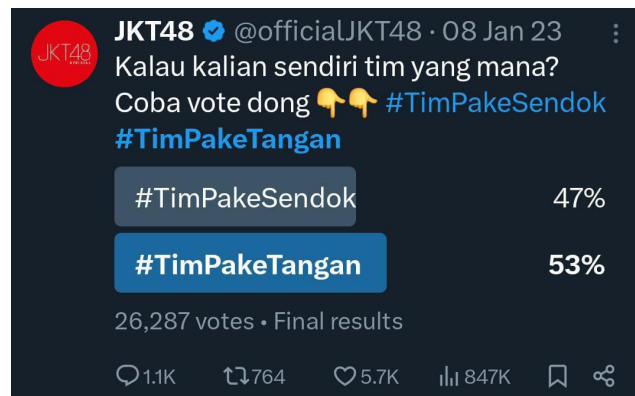 JKT48 @officialJKT48 · 08 Jan 23
JKT48
Kalau kalian sendiri tim yang mana?
Coba vote dong 👇👇 #TimPakeSendok
#TimPakeTangan
#TimPakeSendok 47%
#TimPakeTangan 53%
26,287 votes • Final results
1.1K 764 5.7K 847K